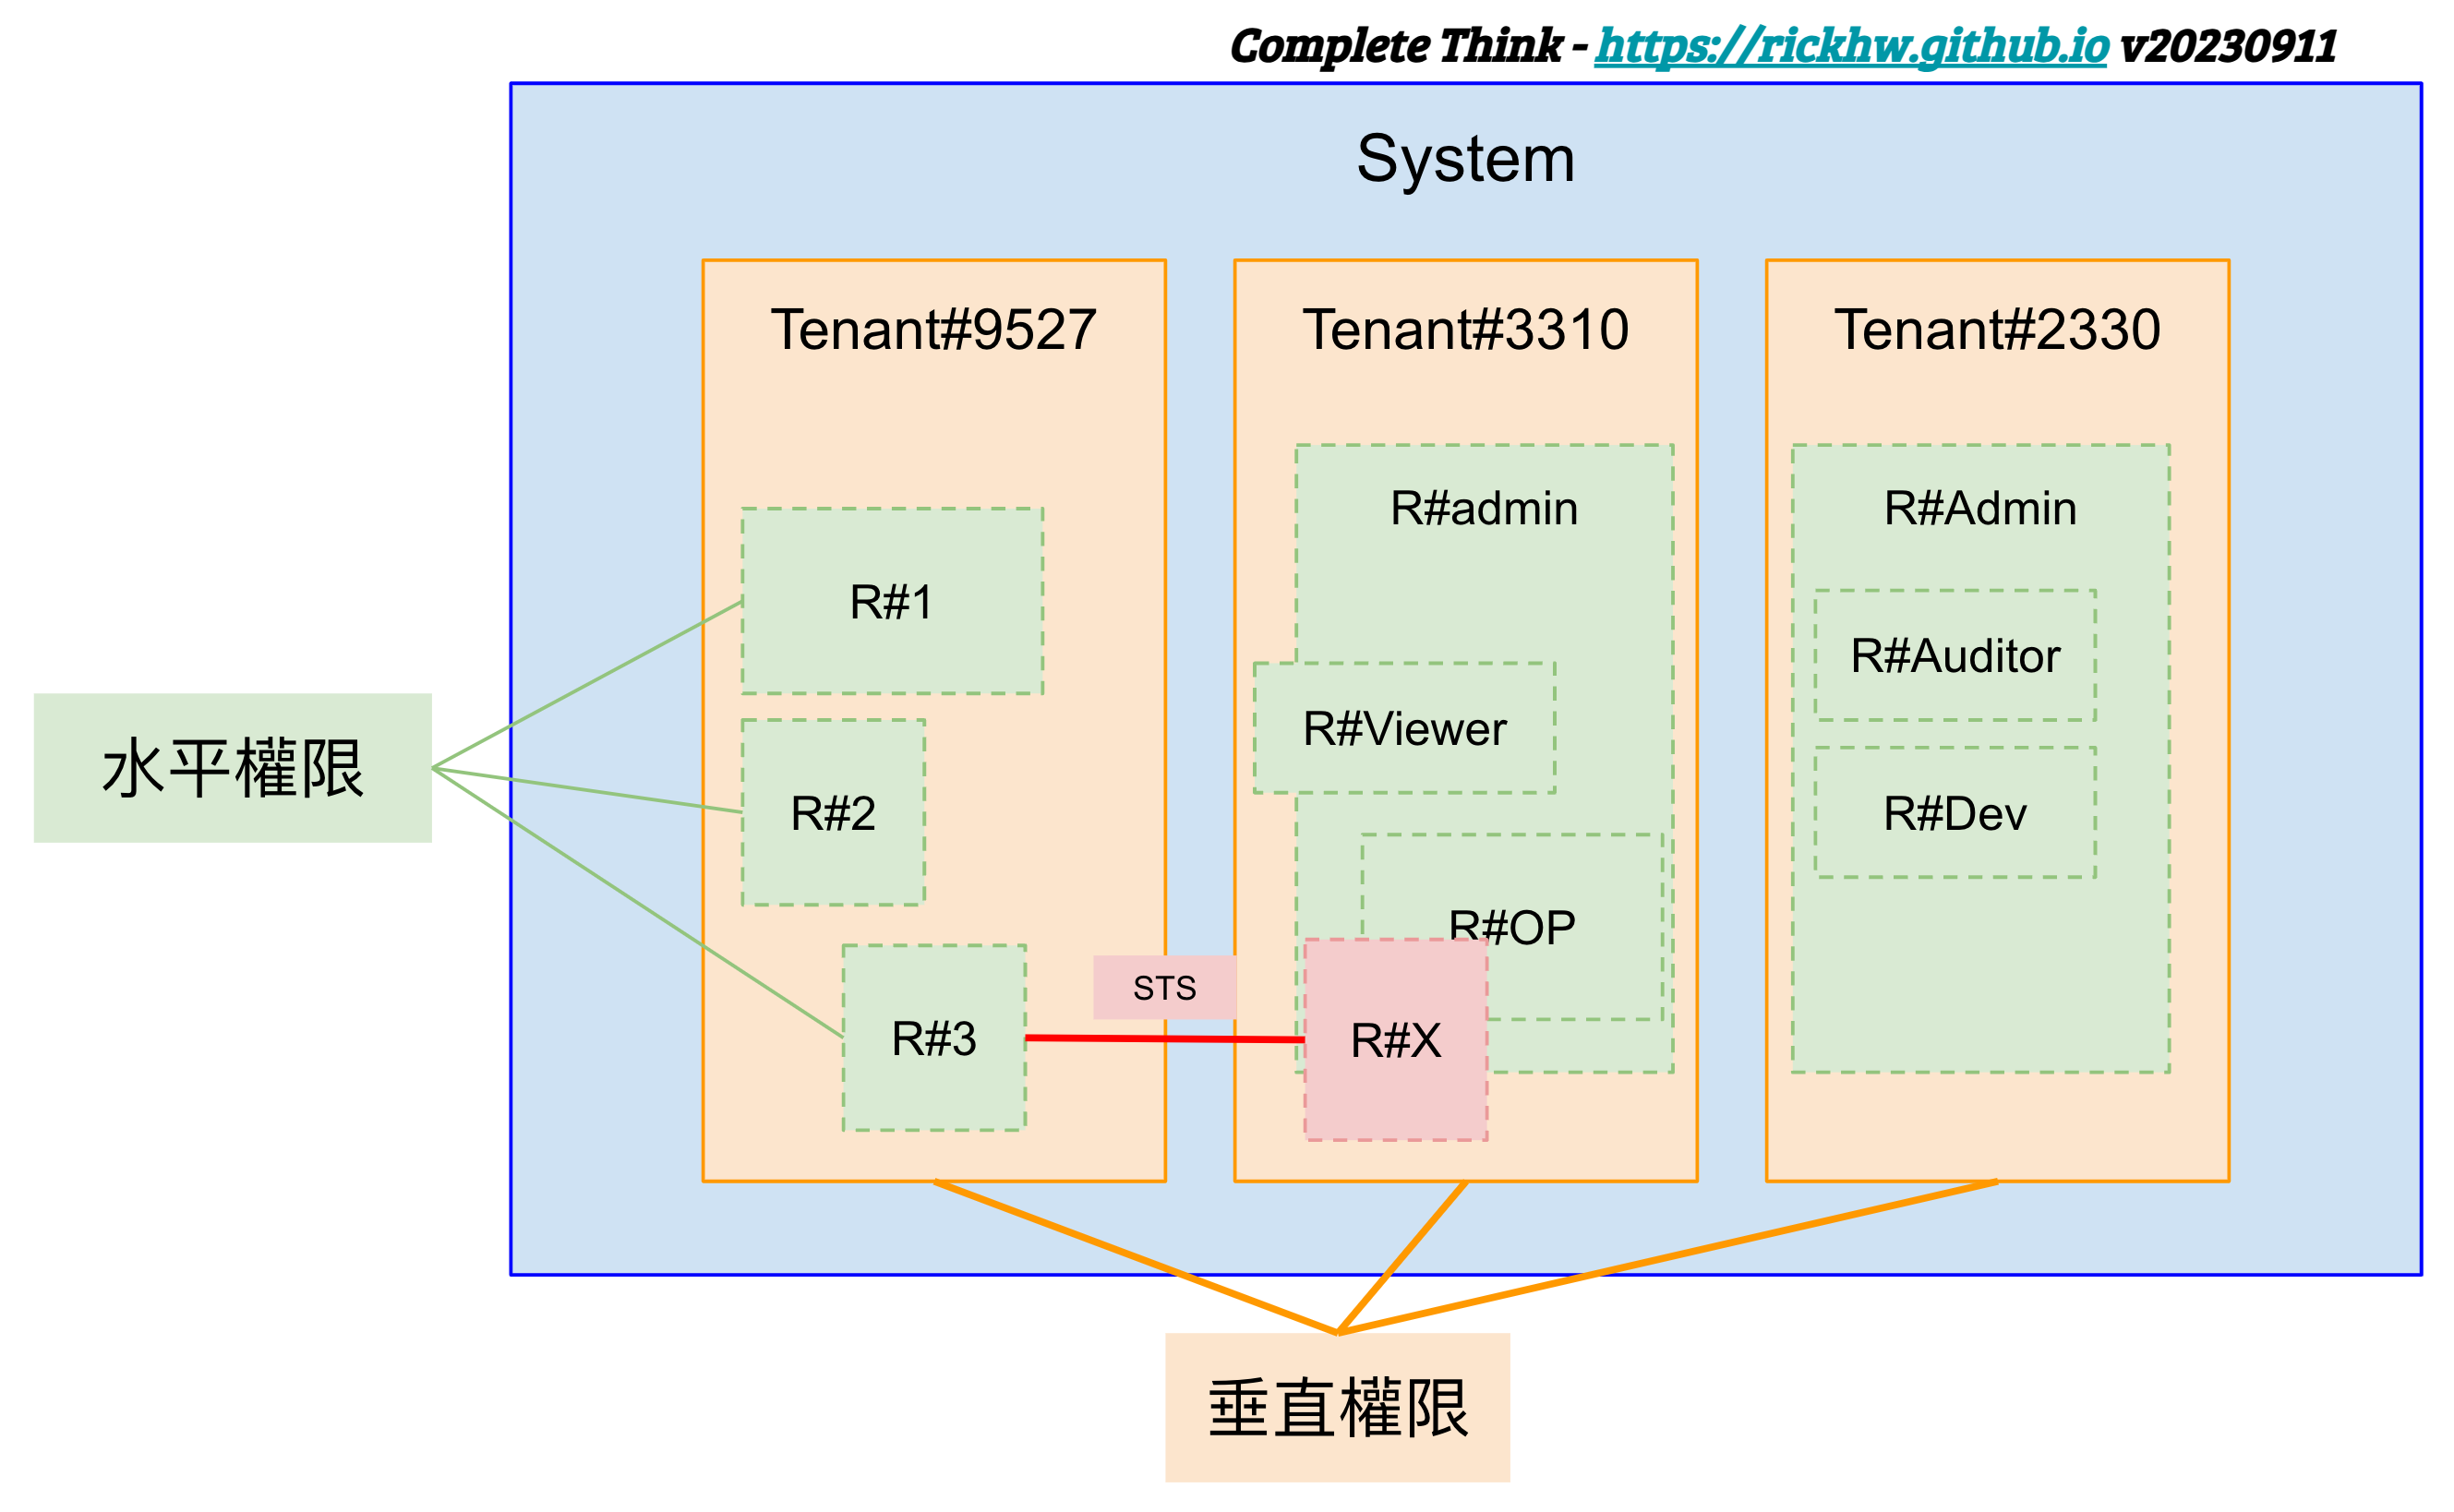 Complete Think - https://rickhw.github.io v20230911
System
Tenant#9527
Tenant#3310
Tenant#2330
R#1
R#2
R#3
R#admin
R#Viewer
R#OP
R#X
R#Admin
R#Auditor
R#Dev
STS
水平權限
垂直權限